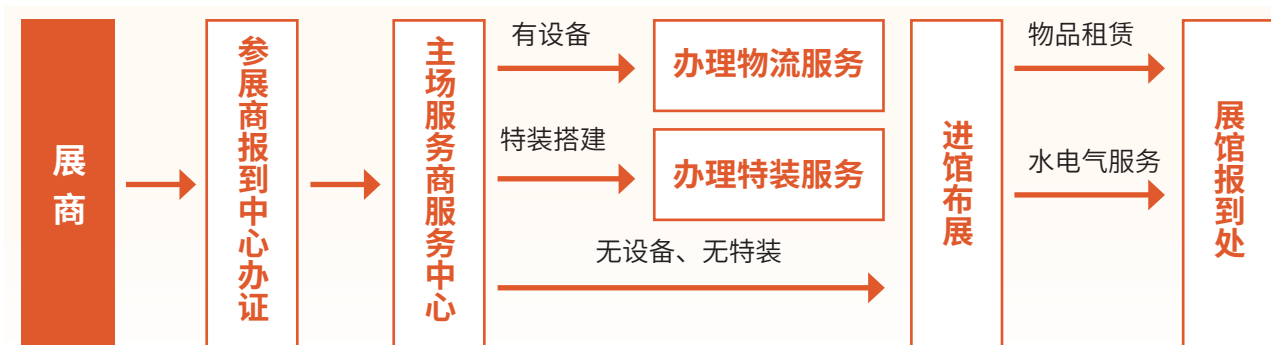 展商
参展商报到中心办证
主场服务商服务中心
有设备
办理物流服务
特装搭建
办理特装服务
无设备、无特装
进馆布展
物品租赁
水电气服务
展馆报到处